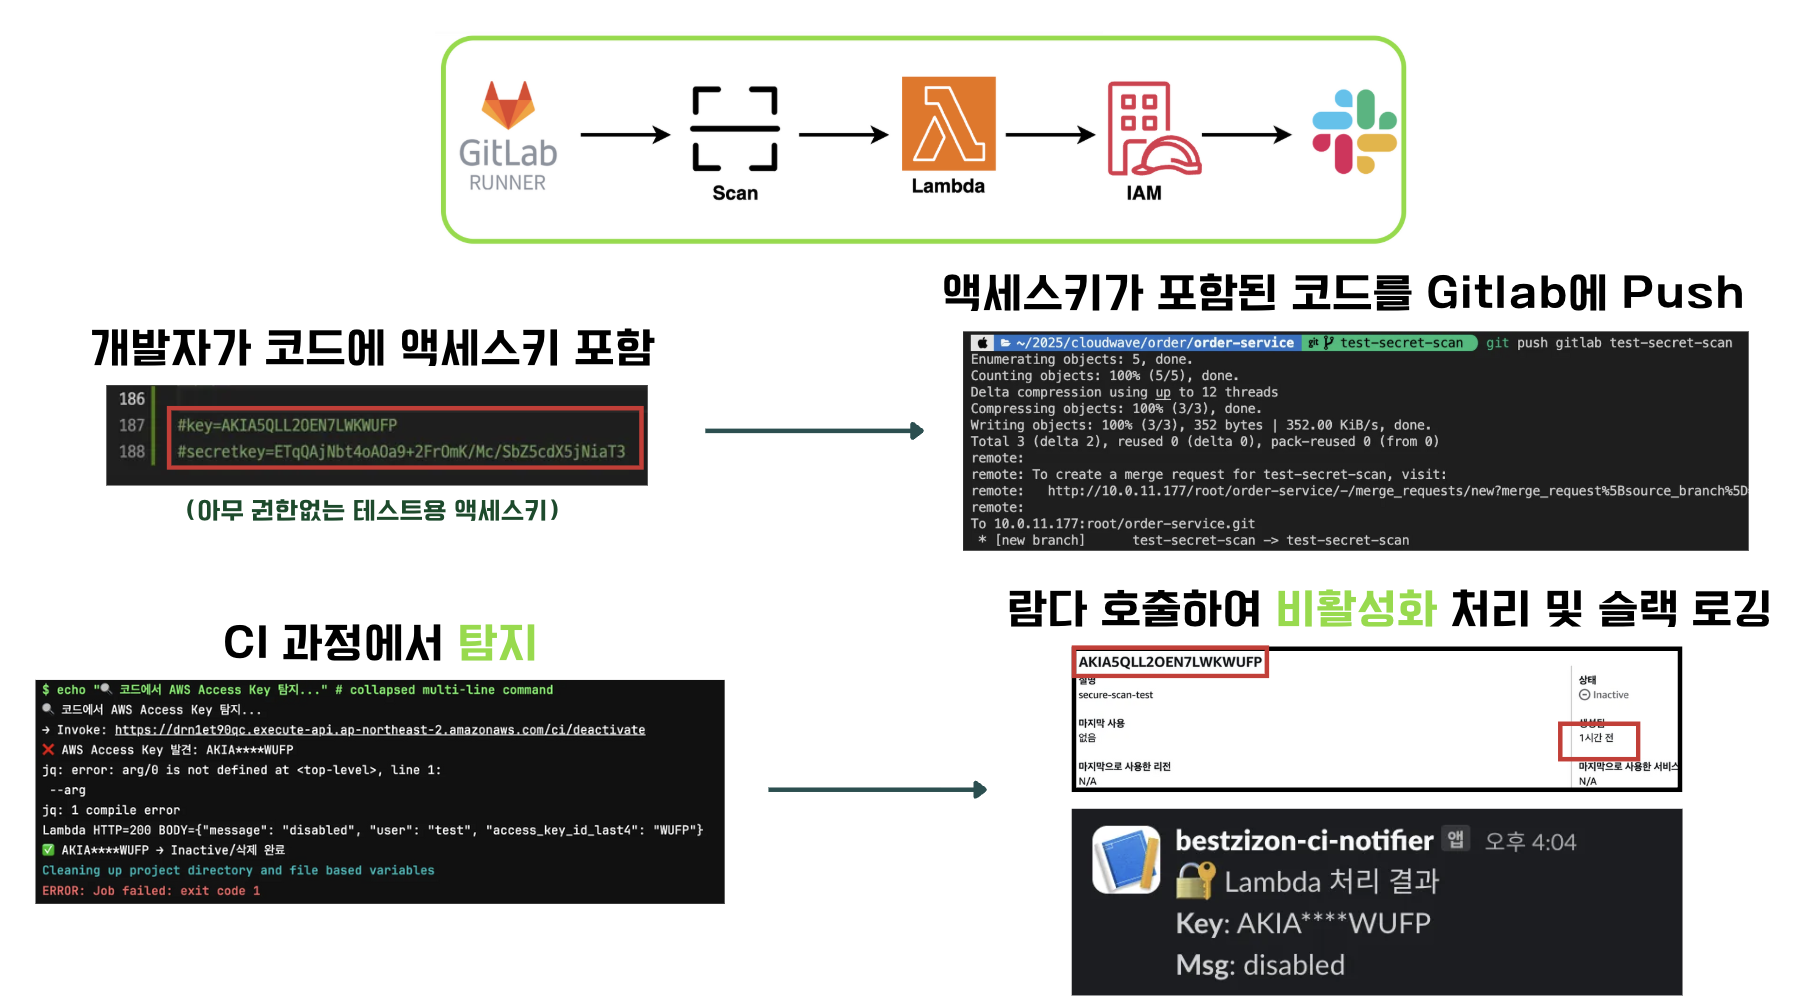 GitLab
RUNNER
Scan
Lambda
IAM
개발자가 코드에 액세스키 포함
186
187 #key=AKIA5QLL2OEN7LWKWUFP
188 #secretkey=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
(아무 권한없는 테스트용 액세스키)
액세스키가 포함된 코드를 Gitlab에 Push
~/2025/cloudwave/order/order-service git test-secret-scan git push gitlab test-secret-scan
Enumerating objects: 5, done.
Counting objects: 100% (5/5), done.
Delta compression using up to 12 threads
Compressing objects: 100% (3/3), done.
Writing objects: 100% (3/3), 352 bytes | 352.00 KiB/s, done.
Total 3 (delta 2), reused 0 (delta 0), pack-reused 0 (from 0)
remote:
remote: To create a merge request for test-secret-scan, visit:
remote: http://10.0.11.177/root/order-service/-/merge_requests/new?merge_request%5Bsource_branch%5D
remote:
To 10.0.11.177:root/order-service.git
* [new branch] test-secret-scan -> test-secret-scan
CI 과정에서 탐지
$ echo "🔍 코드에서 AWS Access Key 탐지..." # collapsed multi-line command
🔍 코드에서 AWS Access Key 탐지...
→ Invoke: https://drn1et90qc.execute-api.ap-northeast-2.amazonaws.com/ci/deactivate
❌ AWS Access Key 발견: AKIA****WUFP
jq: error: arg/0 is not defined at <top-level>, line 1:
--arg
jq: 1 compile error
Lambda HTTP=200 BODY={"message": "disabled", "user": "test", "access_key_id_last4": "WUFP"}
✅ AKIA****WUFP → Inactive/삭제 완료
Cleaning up project directory and file based variables
ERROR: Job failed: exit code 1
람다 호출하여 비활성화 처리 및 슬랙 로깅
AKIA5QLL2OEN7LWKWUFP
설명
secure-scan-test
상태
Inactive
마지막 사용
없음
생성됨
1시간 전
마지막으로 사용한 리전
N/A
마지막으로 사용한 서비스
N/A
bestzizon-ci-notifier 앱 오후 4:04
🔐 Lambda 처리 결과
Key: AKIA****WUFP
Msg: disabled